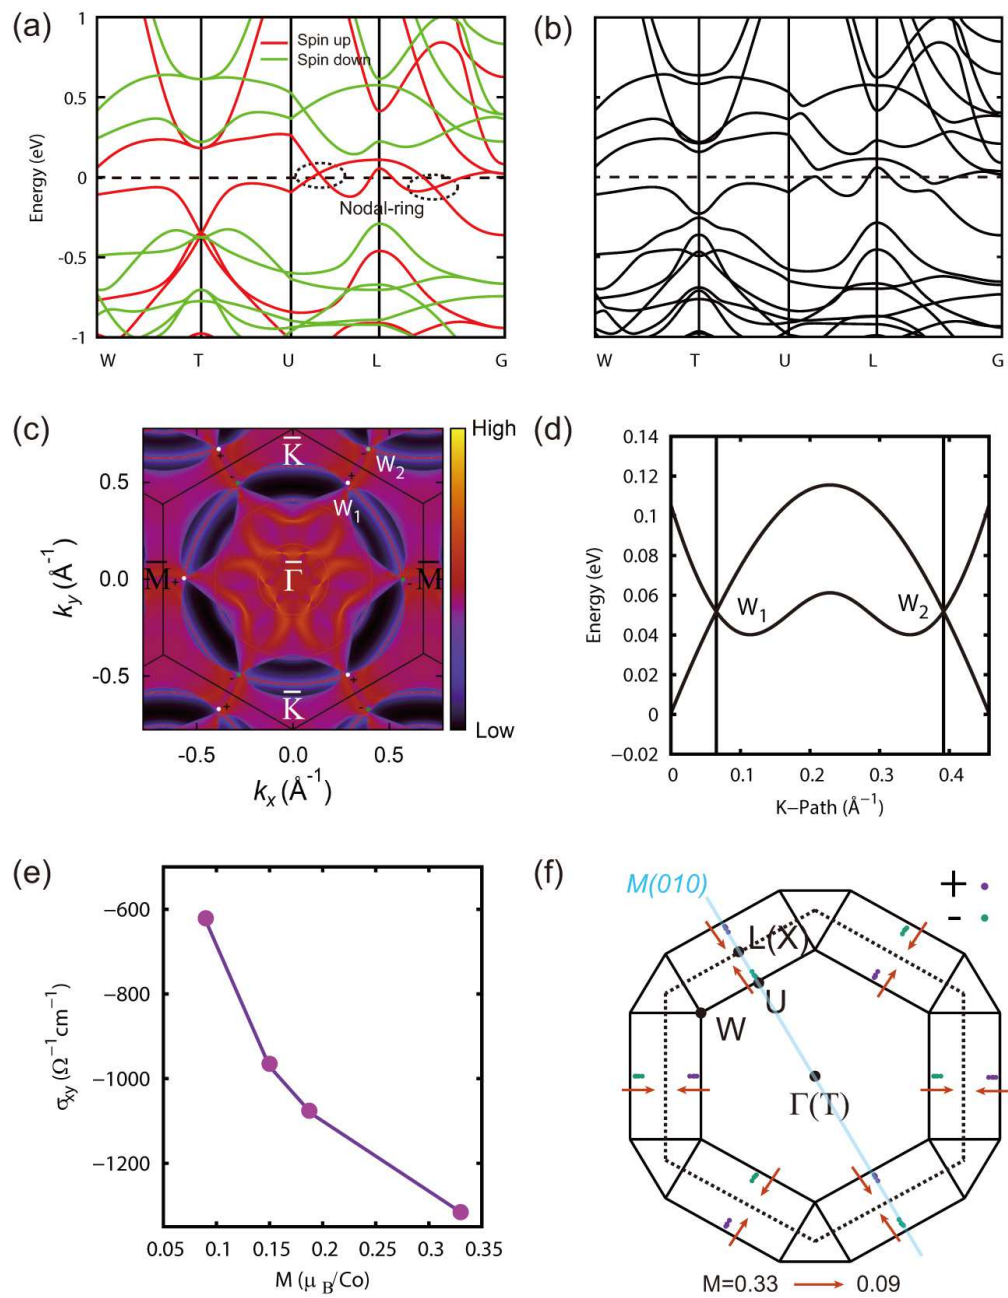 (a)
Spin up
Spin down
Nodal-ring
Energy (eV)
1
0.5
0
-0.5
-1
W T U L G
(b)
W T U L G
(c)
High
Low
K̅
W₂
W₁
+ - + -
M̅ + Γ̅ - M̅
- +
K̅
+ -
0.5
0.0
-0.5
k_y (Å⁻¹)
-0.5 0.0 0.5
k_x (Å⁻¹)
(d)
0.14
0.12
0.1
0.08
0.06
0.04
0.02
0
−0.02
Energy (eV)
W₁ W₂
0 0.1 0.2 0.3 0.4
K−Path (Å⁻¹)
(e)
−600
−800
−1000
−1200
σxy (Ω⁻¹cm⁻¹)
0.05 0.1 0.15 0.2 0.25 0.3 0.35
M (μ_B/Co)
(f)
M(010)
+
-
L(X)
U
W
Γ(T)
M=0.33 → 0.09